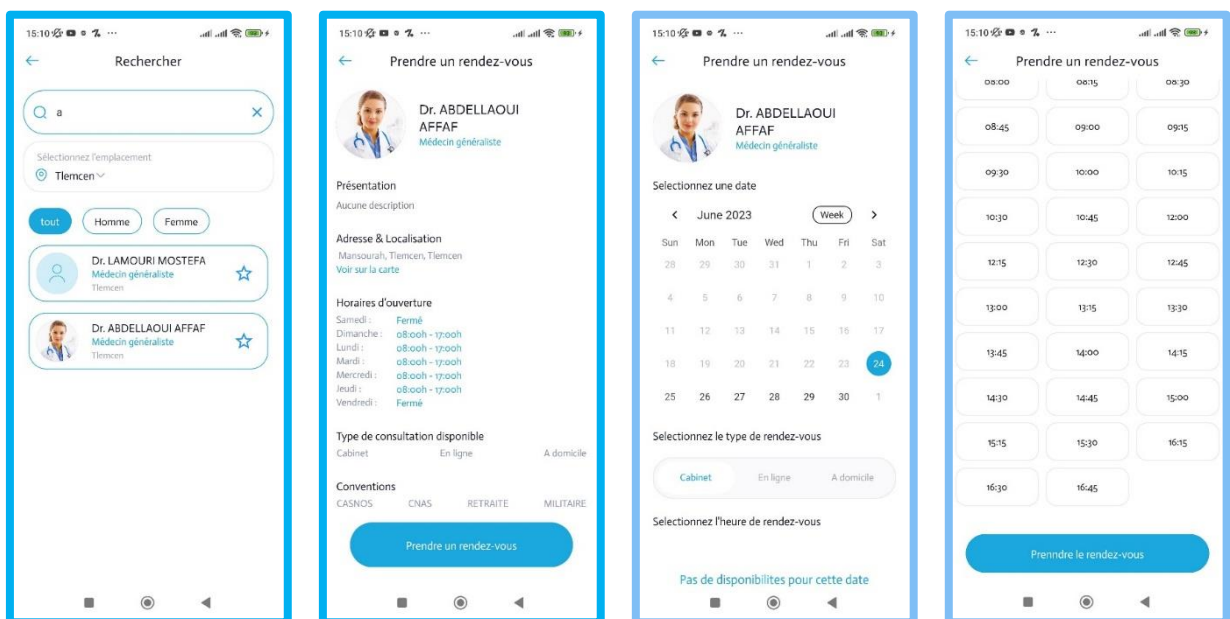 15:10
Rechercher
a
Sélectionnez l'emplacement
Tlemcen
tout Homme Femme
Dr. LAMOURI MOSTEFA
Médecin généraliste
Tlemcen
Dr. ABDELLAOUI AFFAF
Médecin généraliste
Tlemcen
15:10
Prendre un rendez-vous
Dr. ABDELLAOUI
AFFAF
Médecin généraliste
Présentation
Aucune description
Adresse & Localisation
Mansourah, Tlemcen, Tlemcen
Voir sur la carte
Horaires d'ouverture
Samedi : Fermé
Dimanche : 08:00h - 17:00h
Lundi : 08:00h - 17:00h
Mardi : 08:00h - 17:00h
Mercredi : 08:00h - 17:00h
Jeudi : 08:00h - 17:00h
Vendredi : Fermé
Type de consultation disponible
Cabinet En ligne A domicile
Conventions
CASNOS CNAS RETRAITE MILITAIRE
Prendre un rendez-vous
15:10
Prendre un rendez-vous
Dr. ABDELLAOUI
AFFAF
Médecin généraliste
Selectionnez une date
June 2023 Week
Sun Mon Tue Wed Thu Fri Sat
28 29 30 31 1 2 3
4 5 6 7 8 9 10
11 12 13 14 15 16 17
18 19 20 21 22 23 24
25 26 27 28 29 30 1
Selectionnez le type de rendez-vous
Cabinet En ligne A domicile
Selectionnez l'heure de rendez-vous
Pas de disponibilites pour cette date
15:10
Prendre un rendez-vous
08:00 08:15 08:30
08:45 09:00 09:15
09:30 10:00 10:15
10:30 10:45 12:00
12:15 12:30 12:45
13:00 13:15 13:30
13:45 14:00 14:15
14:30 14:45 15:00
15:15 15:30 16:15
16:30 16:45
Prenndre le rendez-vous